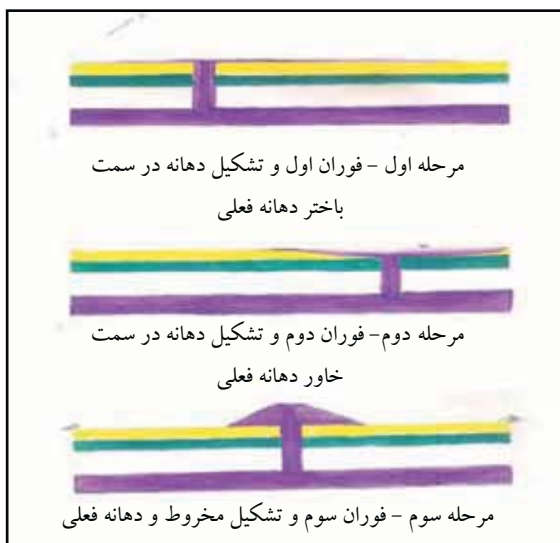 مرحله اول – فوران اول و تشکیل دهانه در سمت
باختر دهانه فعلی
مرحله دوم– فوران دوم و تشکیل دهانه در سمت
خاور دهانه فعلی
مرحله سوم – فوران سوم و تشکیل مخروط و دهانه فعلی